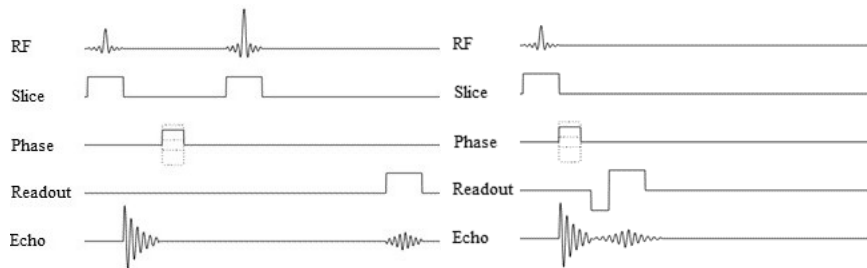 RF
Slice
Phase
Readout
Echo
RF
Slice
Phase
Readout
Echo